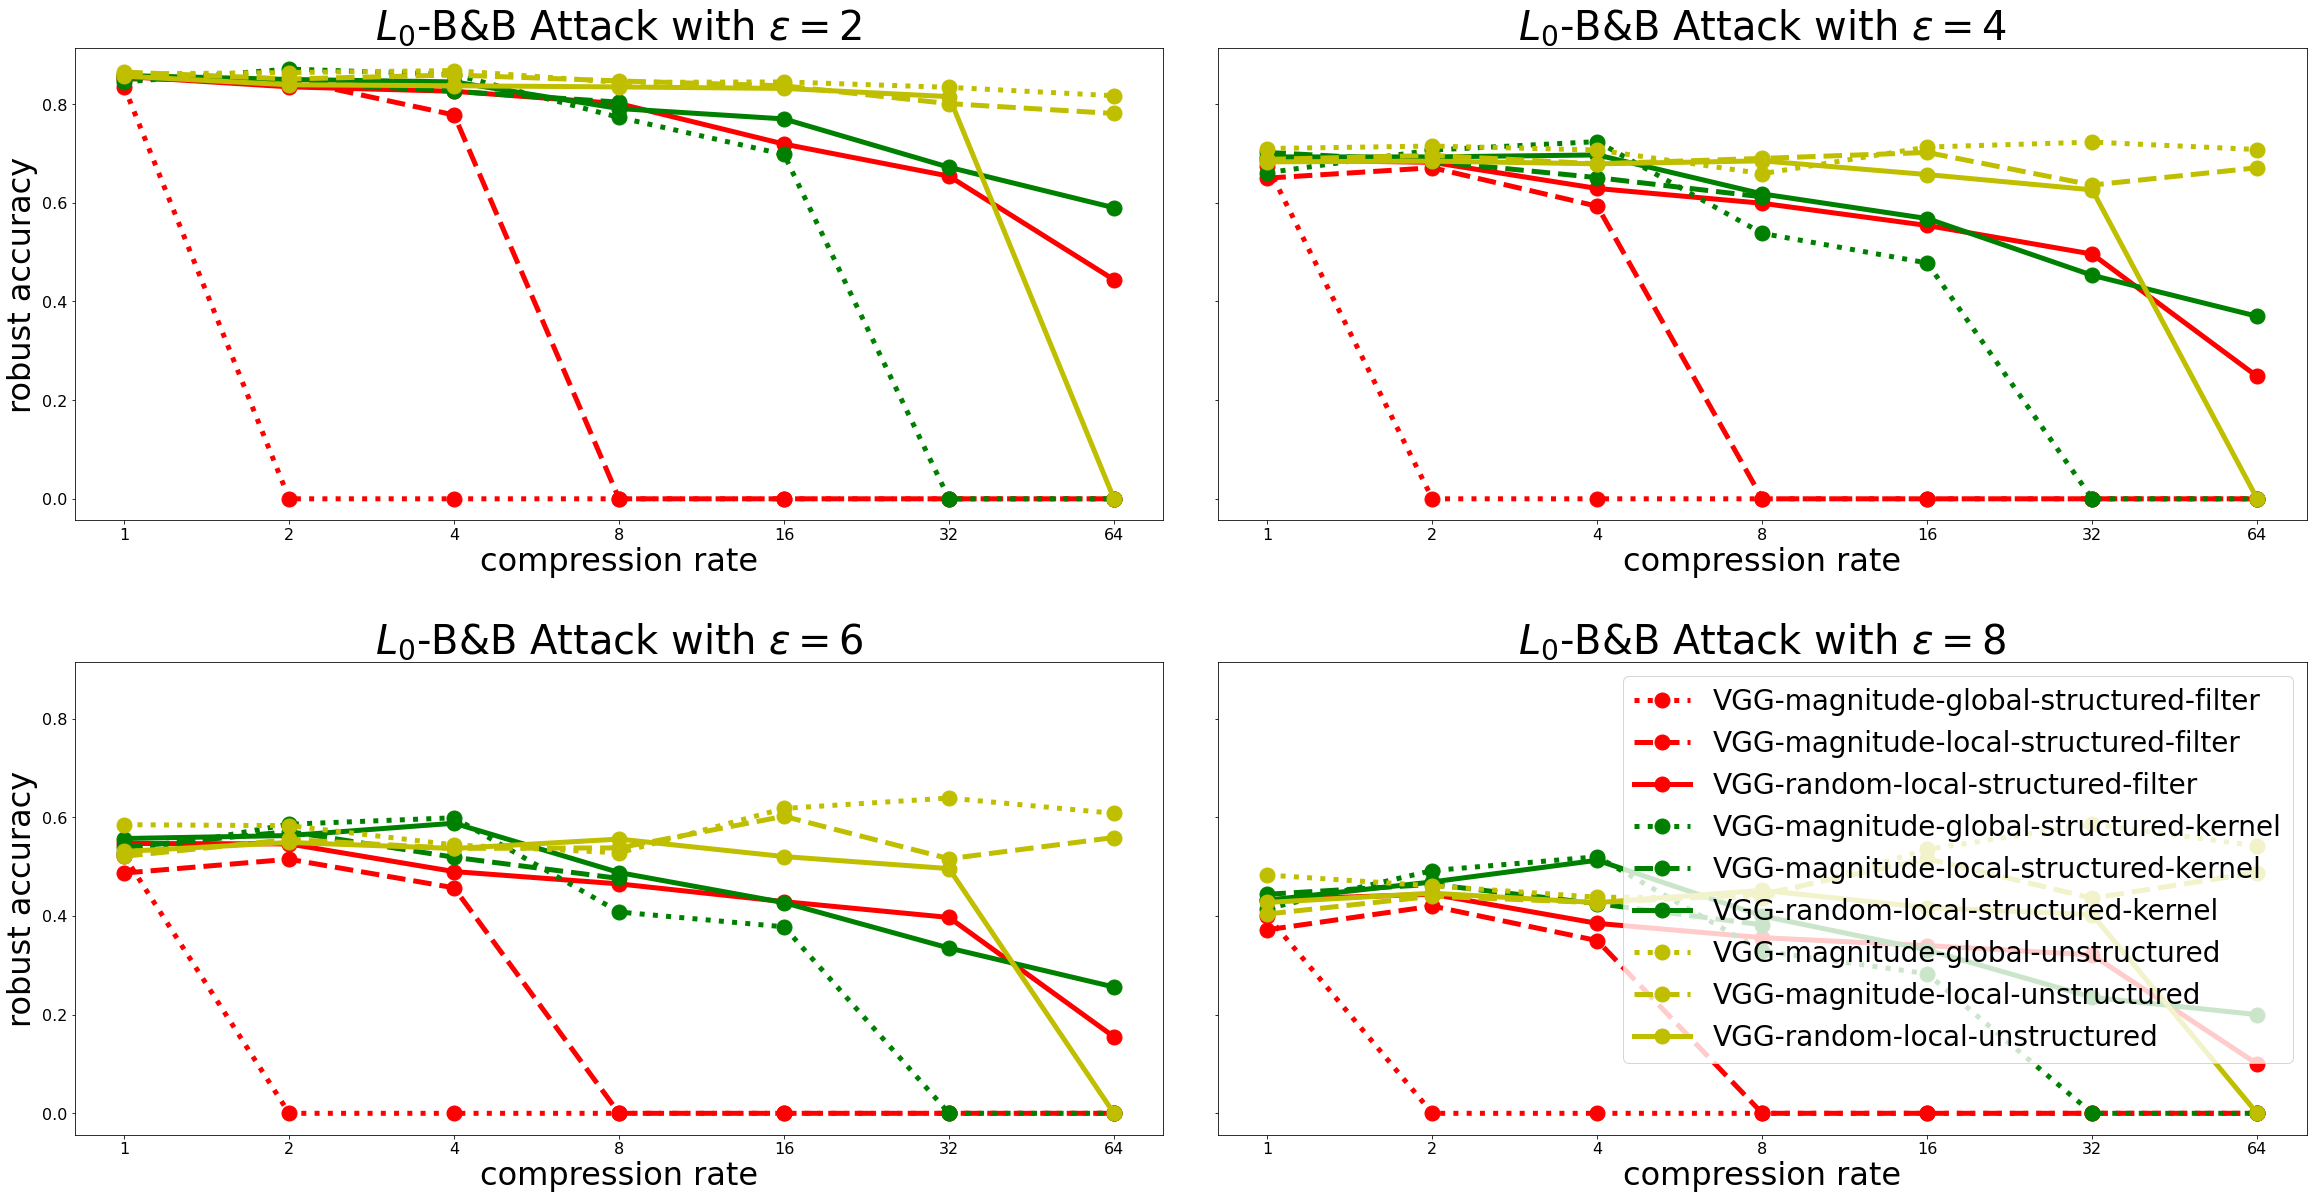 L₀-B&B Attack with ε = 2
robust accuracy
0.8
0.6
0.4
0.2
0.0
1 2 4 8 16 32 64
compression rate
L₀-B&B Attack with ε = 4
1 2 4 8 16 32 64
compression rate
L₀-B&B Attack with ε = 6
robust accuracy
0.8
0.6
0.4
0.2
0.0
1 2 4 8 16 32 64
compression rate
L₀-B&B Attack with ε = 8
VGG-magnitude-global-structured-filter
VGG-magnitude-local-structured-filter
VGG-random-local-structured-filter
VGG-magnitude-global-structured-kernel
VGG-magnitude-local-structured-kernel
VGG-random-local-structured-kernel
VGG-magnitude-global-unstructured
VGG-magnitude-local-unstructured
VGG-random-local-unstructured
1 2 4 8 16 32 64
compression rate